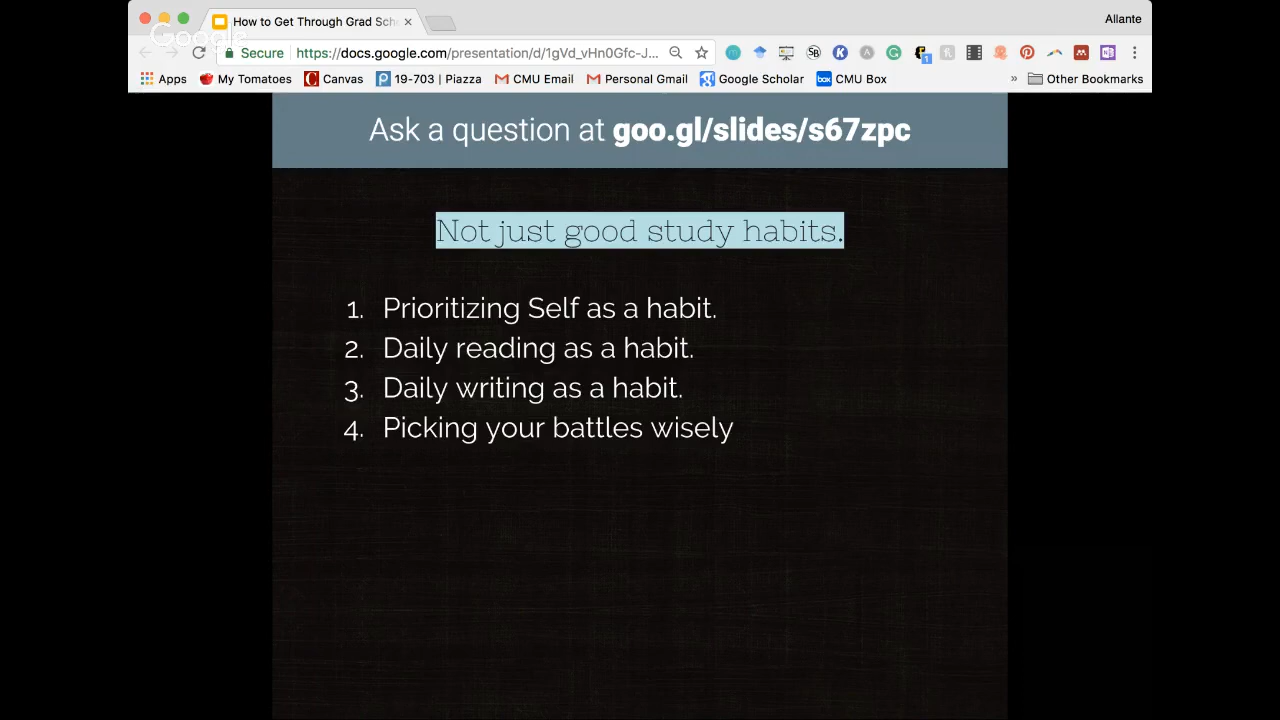 How to Get Through Grad Sch
Allante
Google
Secure https://docs.google.com/presentation/d/1gVd_vHn0Gfc-J...
Apps My Tomatoes Canvas 19-703 | Piazza CMU Email Personal Gmail Google Scholar box CMU Box » Other Bookmarks
Ask a question at goo.gl/slides/s67zpc
Not just good study habits.
1. Prioritizing Self as a habit.
2. Daily reading as a habit.
3. Daily writing as a habit.
4. Picking your battles wisely